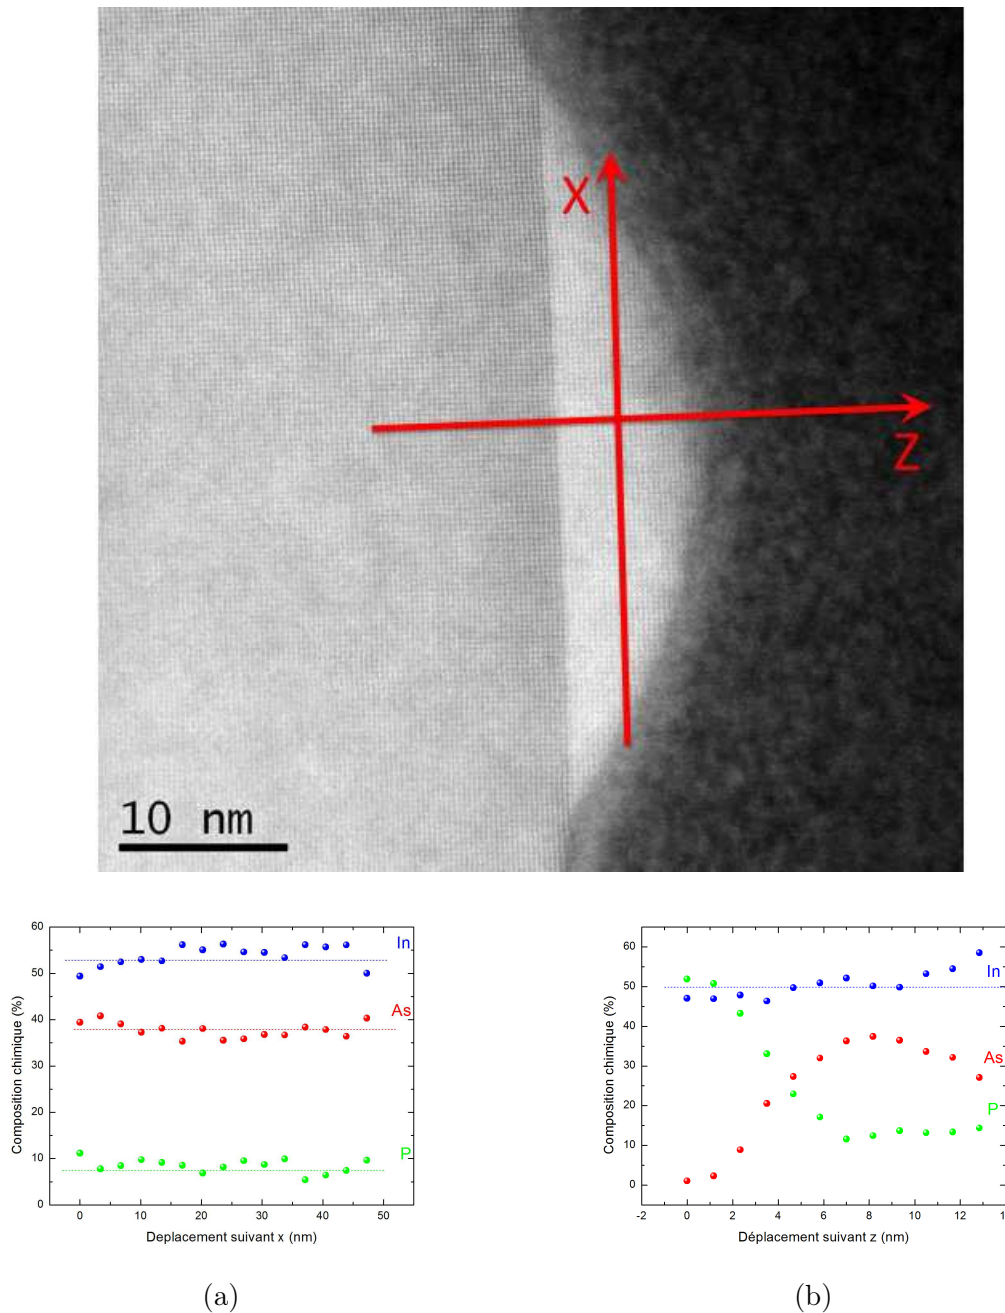 X
Z
10 nm
60
50
40
30
20
10
0
In
As
P
0
10
20
30
40
50
Composition chimique (%)
Deplacement suivant x (nm)
60
50
40
30
20
10
0
In
As
P
-2
0
2
4
6
8
10
12
Composition chimique (%)
Déplacement suivant z (nm)
(a)
(b)